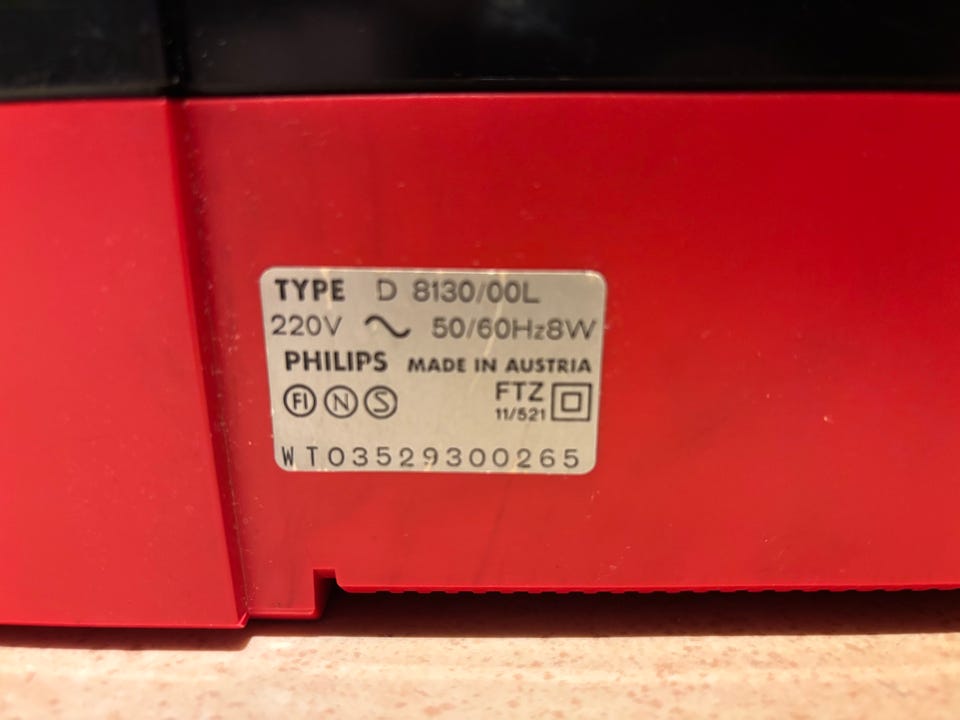 TYPE D 8130/00L
220V ~ 50/60Hz8W
PHILIPS MADE IN AUSTRIA
FI N S FTZ
11/521
WT03529300265